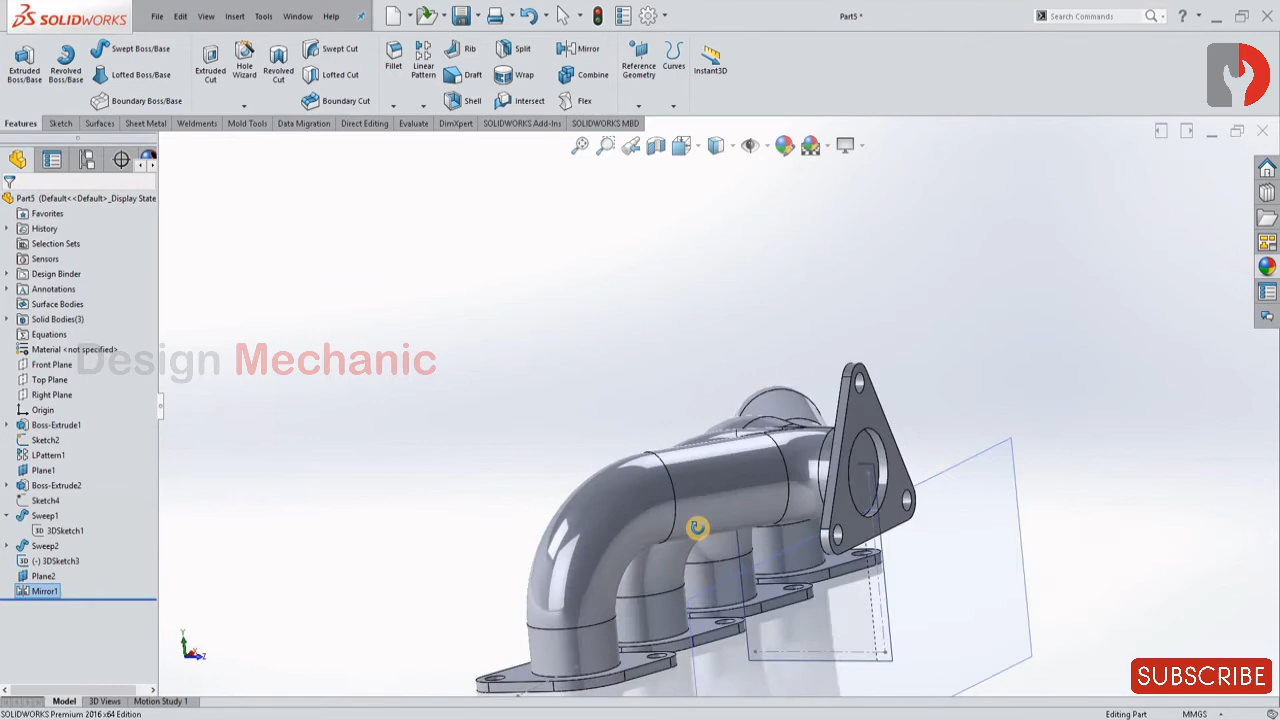 SOLIDWORKS
File Edit View Insert Tools Window Help
Part5 *
Search Commands
Extruded Boss/Base
Revolved Boss/Base
Swept Boss/Base
Lofted Boss/Base
Boundary Boss/Base
Extruded Cut
Hole Wizard
Revolved Cut
Swept Cut
Lofted Cut
Boundary Cut
Fillet
Linear Pattern
Rib
Draft
Shell
Split
Wrap
Intersect
Mirror
Combine
Flex
Reference Geometry
Curves
Instant3D
Features Sketch Surfaces Sheet Metal Weldments Mold Tools Data Migration Direct Editing Evaluate DimXpert SOLIDWORKS Add-Ins SOLIDWORKS MBD
Part5 (Default<<Default>_Display State
Favorites
History
Selection Sets
Sensors
Design Binder
Annotations
Surface Bodies
Solid Bodies(3)
Equations
Material <not specified>
Design Mechanic
Front Plane
Top Plane
Right Plane
Origin
Boss-Extrude1
Sketch2
LPattern1
Plane1
Boss-Extrude2
Sketch4
Sweep1
3D 3DSketch1
Sweep2
3D (-) 3DSketch3
Plane2
Mirror1
Y
Z
SUBSCRIBE
Model 3D Views Motion Study 1
SOLIDWORKS Premium 2016 x64 Edition
Editing Part
MMGS